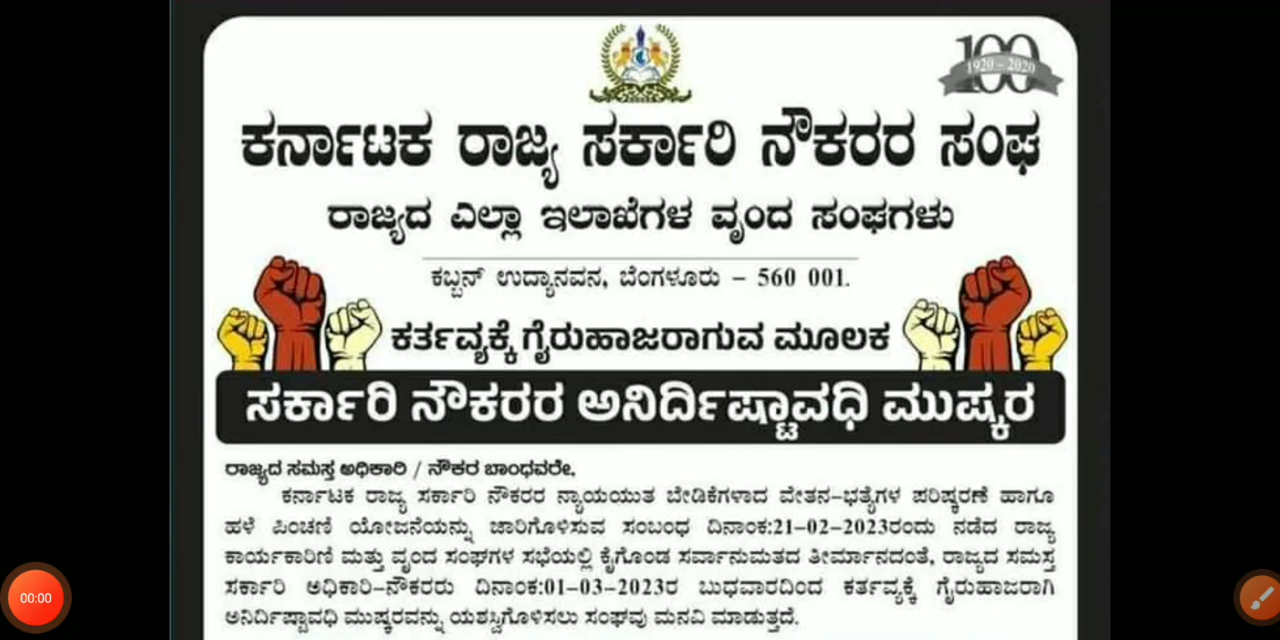 100
1920 - 2020
ಕರ್ನಾಟಕ ರಾಜ್ಯ ಸರ್ಕಾರಿ ನೌಕರರ ಸಂಘ
ರಾಜ್ಯದ ಎಲ್ಲಾ ಇಲಾಖೆಗಳ ವೃಂದ ಸಂಘಗಳು
ಕಬ್ಬನ್ ಉದ್ಯಾನವನ, ಬೆಂಗಳೂರು – 560 001.
ಕರ್ತವ್ಯಕ್ಕೆ ಗೈರುಹಾಜರಾಗುವ ಮೂಲಕ
ಸರ್ಕಾರಿ ನೌಕರರ ಅನಿರ್ದಿಷ್ಟಾವಧಿ ಮುಷ್ಕರ
ರಾಜ್ಯದ ಸಮಸ್ತ ಅಧಿಕಾರಿ / ನೌಕರ ಬಾಂಧವರೇ,
ಕರ್ನಾಟಕ ರಾಜ್ಯ ಸರ್ಕಾರಿ ನೌಕರರ ನ್ಯಾಯಯುತ ಬೇಡಿಕೆಗಳಾದ ವೇತನ-ಭತ್ಯೆಗಳ ಪರಿಷ್ಕರಣೆ ಹಾಗೂ
ಹಳೆ ಪಿಂಚಣಿ ಯೋಜನೆಯನ್ನು ಜಾರಿಗೊಳಿಸುವ ಸಂಬಂಧ ದಿನಾಂಕ:21-02-2023ರಂದು ನಡೆದ ರಾಜ್ಯ
ಕಾರ್ಯಕಾರಿಣಿ ಮತ್ತು ವೃಂದ ಸಂಘಗಳ ಸಭೆಯಲ್ಲಿ ಕೈಗೊಂಡ ಸರ್ವಾನುಮತದ ತೀರ್ಮಾನದಂತೆ, ರಾಜ್ಯದ ಸಮಸ್ತ
ಸರ್ಕಾರಿ ಅಧಿಕಾರಿ-ನೌಕರರು ದಿನಾಂಕ:01-03-2023ರ ಬುಧವಾರದಿಂದ ಕರ್ತವ್ಯಕ್ಕೆ ಗೈರುಹಾಜರಾಗಿ
ಅನಿರ್ದಿಷ್ಟಾವಧಿ ಮುಷ್ಕರವನ್ನು ಯಶಸ್ವಿಗೊಳಿಸಲು ಸಂಘವು ಮನವಿ ಮಾಡುತ್ತದೆ.
00:00